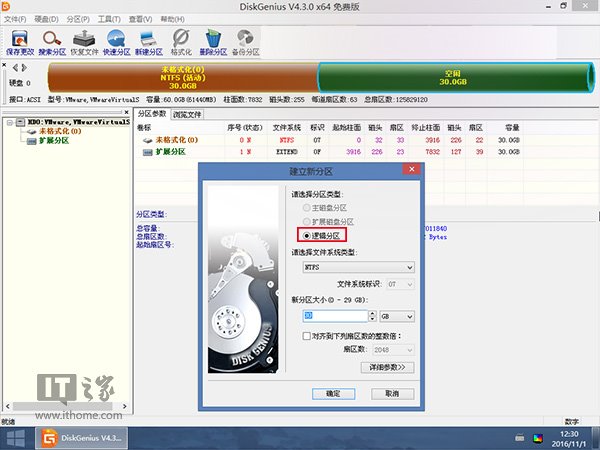 DiskGenius V4.3.0 x64 免费版
文件(F) 硬盘(D) 分区(P) 工具(T) 查看(V) 帮助(H)
保存更改 搜索分区 恢复文件 快速分区 新建分区 格式化 删除分区 备份分区
硬盘 0
未格式化(0)
NTFS (活动)
30.0GB
空闲
30.0GB
接口:ACSI 型号:VMware,VMwareVirtualS 容量:60.0GB(61440MB) 柱面数:7832 磁头数:255 每道扇区数:63 总扇区数:125829120
HD0:VMware,VMwareVirtualS
未格式化(0)
扩展分区
分区参数 浏览文件
卷标 序号(状态) 文件系统 标识 起始柱面 磁头 扇区 终止柱面 磁头 扇区 容量
未格式化(0) 0 N NTFS 07 0 32 33 3916 226 22 30.0GB
扩展分区 1 N EXTEND 0F 3916 226 23 7832 127 39 30.0GB
分区类型:
总容量:
总扇区数:
起始扇区号:
7011840
Bytes
建立新分区
请选择分区类型:
主磁盘分区
扩展磁盘分区
逻辑分区
请选择文件系统类型:
NTFS
文件系统标识: 07
新分区大小(0 - 29 GB):
30 GB
对齐到下列扇区数的整数倍:
扇区数: 2048
详细参数>>
确定 取消
DISK GENIUS
IT之家
www.ithome.com
就绪 数字
DiskGenius V4.3...
12:30
2016/11/1